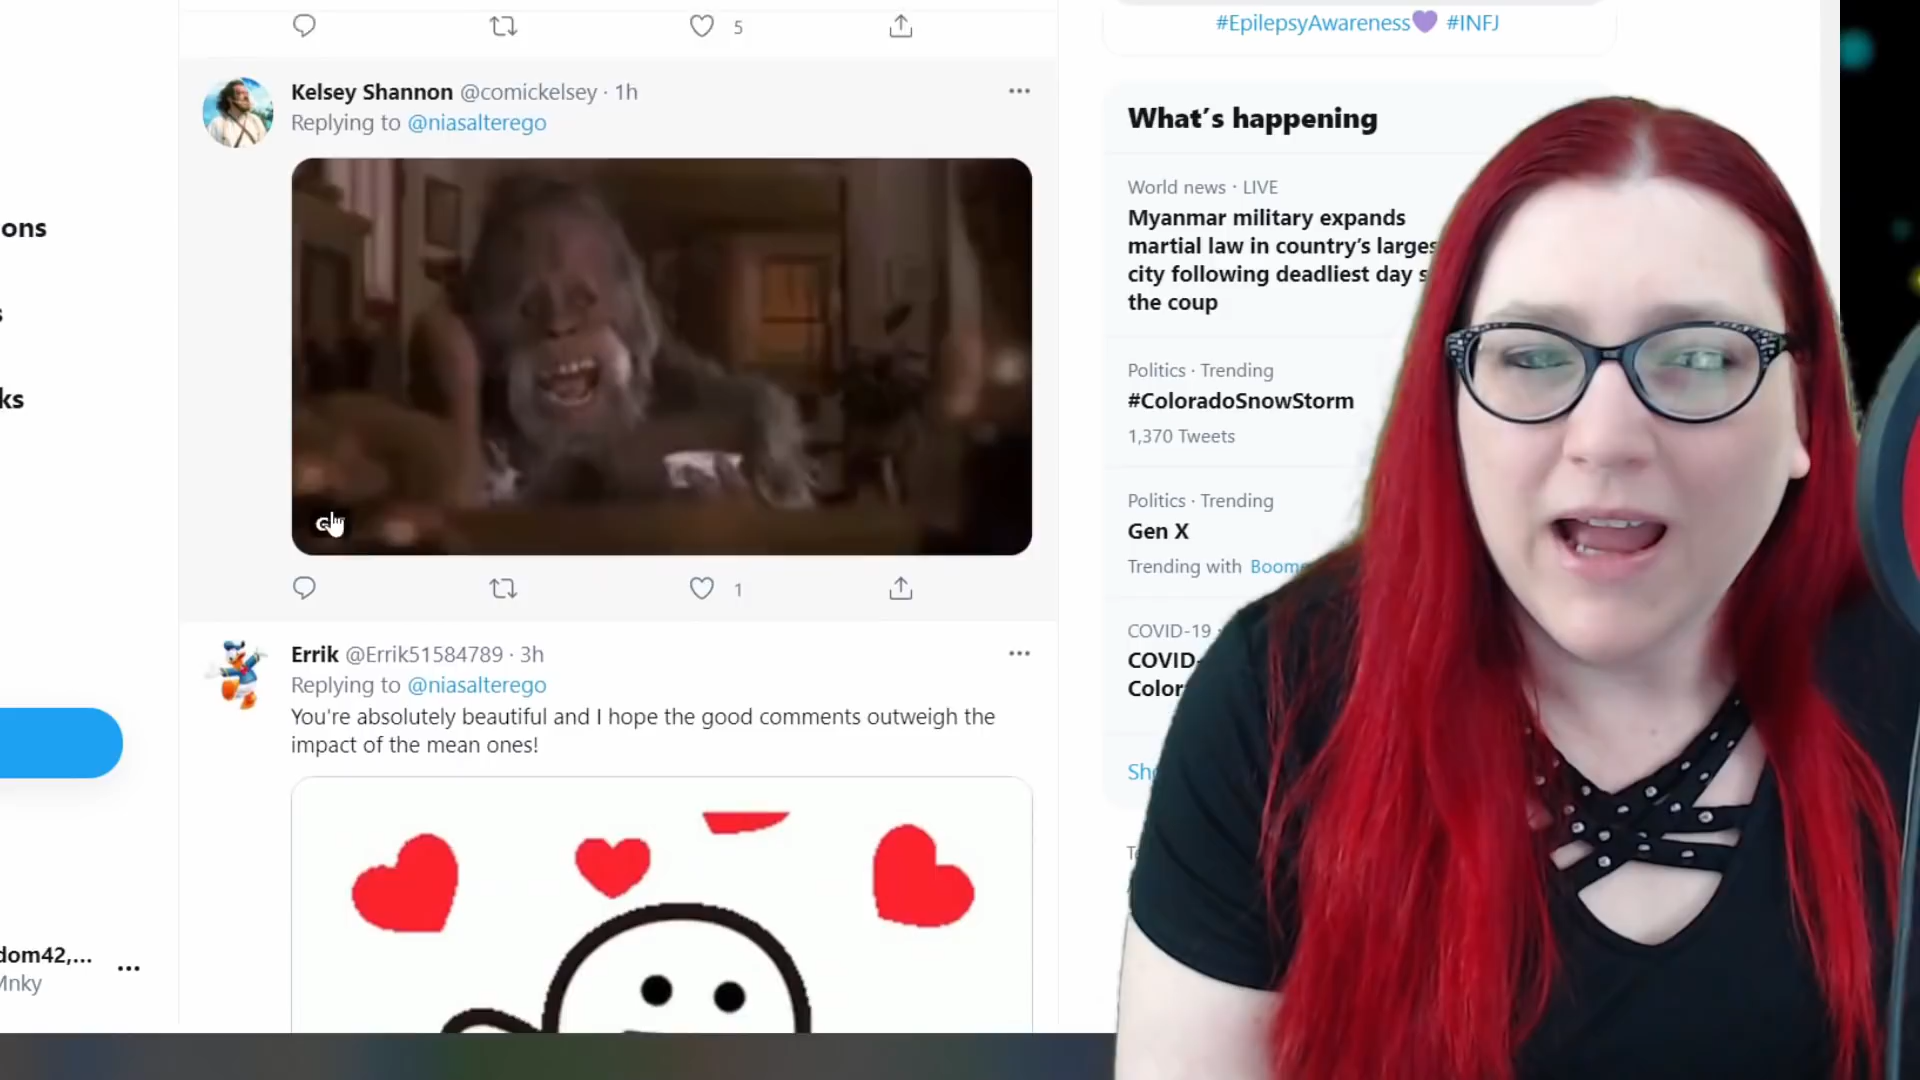 5
#EpilepsyAwareness💜 #INFJ
Kelsey Shannon @comickelsey · 1h
Replying to @niasalterego
1
Errik @Errik51584789 · 3h
Replying to @niasalterego
You're absolutely beautiful and I hope the good comments outweigh the
impact of the mean ones!
What's happening
World news · LIVE
Myanmar military expands
martial law in country's larges
city following deadliest day s
the coup
Politics · Trending
#ColoradoSnowStorm
1,370 Tweets
Politics · Trending
Gen X
Trending with Boome
COVID-19 ·
COVID-
Color
Sho
ons
s
ks
dom42,...
Mnky